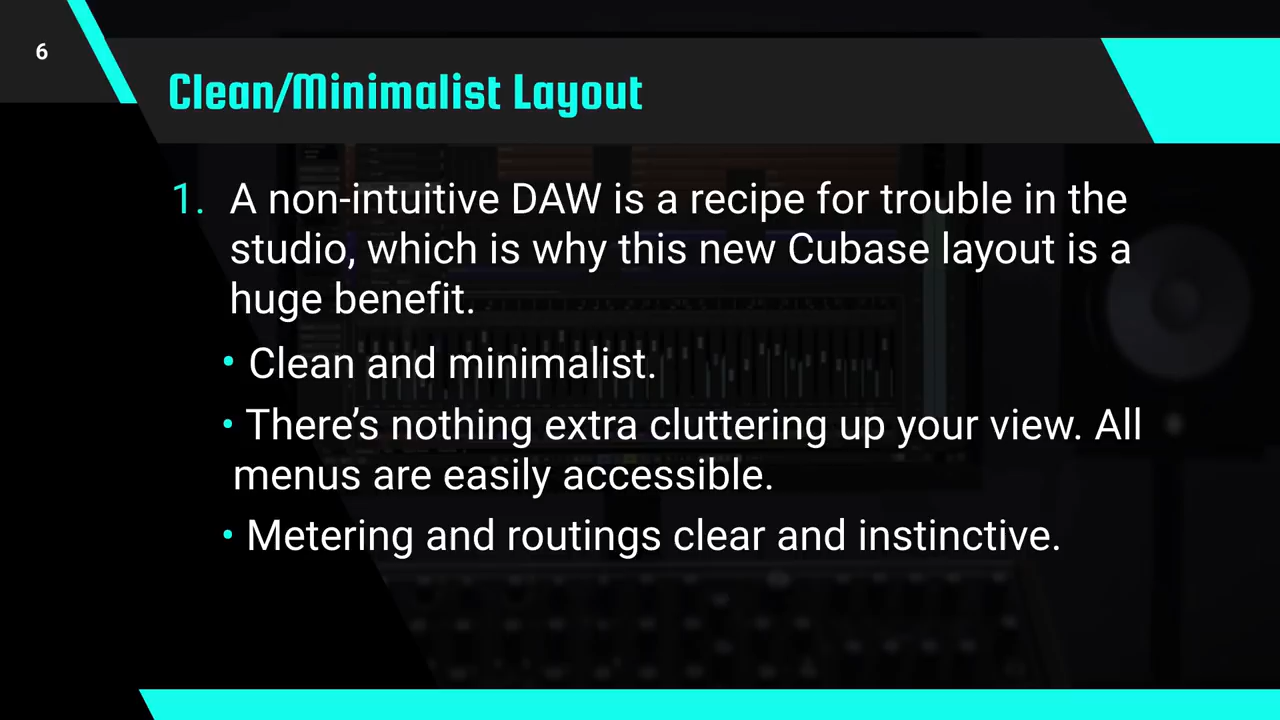 6
Clean/Minimalist Layout
1. A non-intuitive DAW is a recipe for trouble in the
studio, which is why this new Cubase layout is a
huge benefit.
• Clean and minimalist.
• There’s nothing extra cluttering up your view. All
menus are easily accessible.
• Metering and routings clear and instinctive.